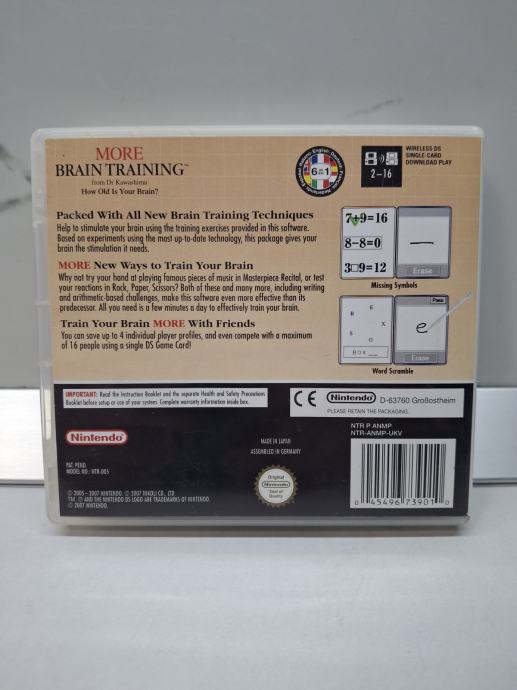 MORE
BRAIN TRAINING™
from Dr Kawashima
How Old Is Your Brain?
English
6 in 1
WIRELESS DS
SINGLE-CARD
DOWNLOAD PLAY
2-16
Packed With All New Brain Training Techniques
Help to stimulate your brain using the training exercises provided in this software.
Based on experiments using the most up-to-date technology, this package gives your
brain the stimulation it needs.
MORE New Ways to Train Your Brain
Why not try your hand at playing famous pieces of music in Masterpiece Recital, or test
your reactions in Rock, Paper, Scissors? Both of these and many more, including writing
and arithmetic-based challenges, make this software even more effective than its
predecessor. All you need is a few minutes a day to effectively train your brain.
Train Your Brain MORE With Friends
You can save up to 4 individual player profiles, and even compete with a maximum
of 16 people using a single DS Game Card!
7+9=16
8-8=0
3□9=12
Erase
Missing Symbols
E
B
X
S
O
BOX__
Pass
e
Erase
Word Scramble
IMPORTANT: Read the Instruction Booklet and the separate Health and Safety Precautions
Booklet before setup or use of your system. Complete warranty information inside box.
CE Nintendo D-63760 Großostheim
PLEASE RETAIN THE PACKAGING.
Nintendo
MADE IN JAPAN
ASSEMBLED IN GERMANY
NTR P ANMP
NTR-ANMP-UKV
PAT. PEND.
MODEL NO.: NTR-005
Original
Nintendo
Seal of
Quality
© 2005-2007 NINTENDO. © 2007 NIKOLI CO., LTD
TM, ® AND THE NINTENDO DS LOGO ARE TRADEMARKS OF NINTENDO.
© 2007 NINTENDO.
0 45496 73901 0